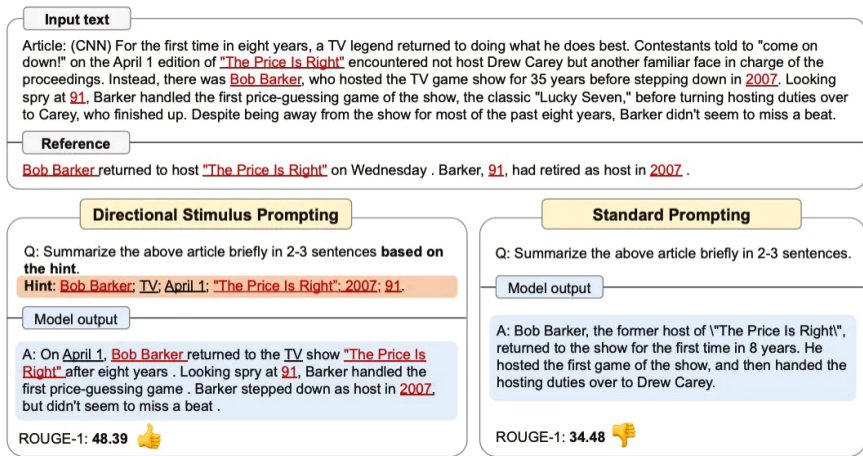 Input text
Article: (CNN) For the first time in eight years, a TV legend returned to doing what he does best. Contestants told to "come on
down!" on the April 1 edition of "The Price Is Right" encountered not host Drew Carey but another familiar face in charge of the
proceedings. Instead, there was Bob Barker, who hosted the TV game show for 35 years before stepping down in 2007. Looking
spry at 91, Barker handled the first price-guessing game of the show, the classic "Lucky Seven," before turning hosting duties over
to Carey, who finished up. Despite being away from the show for most of the past eight years, Barker didn't seem to miss a beat.
Reference
Bob Barker returned to host "The Price Is Right" on Wednesday . Barker, 91, had retired as host in 2007 .
Directional Stimulus Prompting
Q: Summarize the above article briefly in 2-3 sentences based on
the hint.
Hint: Bob Barker; TV; April 1; "The Price Is Right"; 2007; 91.
Model output
A: On April 1, Bob Barker returned to the TV show "The Price Is
Right" after eight years . Looking spry at 91, Barker handled the
first price-guessing game . Barker stepped down as host in 2007,
but didn't seem to miss a beat .
ROUGE-1: 48.39
Standard Prompting
Q: Summarize the above article briefly in 2-3 sentences.
Model output
A: Bob Barker, the former host of \"The Price Is Right\",
returned to the show for the first time in 8 years. He
hosted the first game of the show, and then handed the
hosting duties over to Drew Carey.
ROUGE-1: 34.48